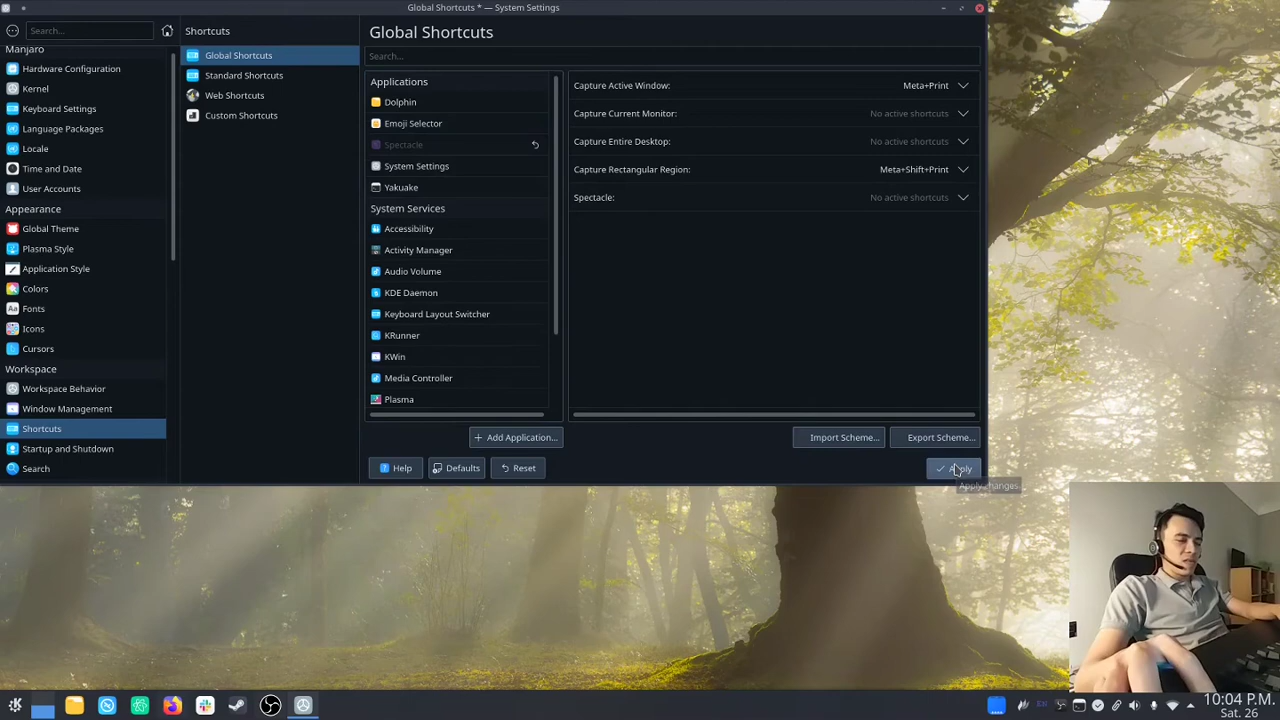 Global Shortcuts * — System Settings
Search...
Manjaro
Hardware Configuration
Kernel
Keyboard Settings
Language Packages
Locale
Time and Date
User Accounts
Appearance
Global Theme
Plasma Style
Application Style
Colors
Aa Fonts
Icons
Cursors
Workspace
Workspace Behavior
Window Management
Shortcuts
Startup and Shutdown
Search
Shortcuts
Global Shortcuts
Standard Shortcuts
Web Shortcuts
Custom Shortcuts
Global Shortcuts
Search...
Applications
Dolphin
Emoji Selector
Spectacle
System Settings
Yakuake
System Services
Accessibility
Activity Manager
Audio Volume
KDE Daemon
Keyboard Layout Switcher
KRunner
KWin
Media Controller
Plasma
Capture Active Window: Meta+Print
Capture Current Monitor: No active shortcuts
Capture Entire Desktop: No active shortcuts
Capture Rectangular Region: Meta+Shift+Print
Spectacle: No active shortcuts
+ Add Application...
Import Scheme...
Export Scheme...
Help
Defaults
Reset
Apply
Apply changes
EN
10:04 P.M.
Sat. 26